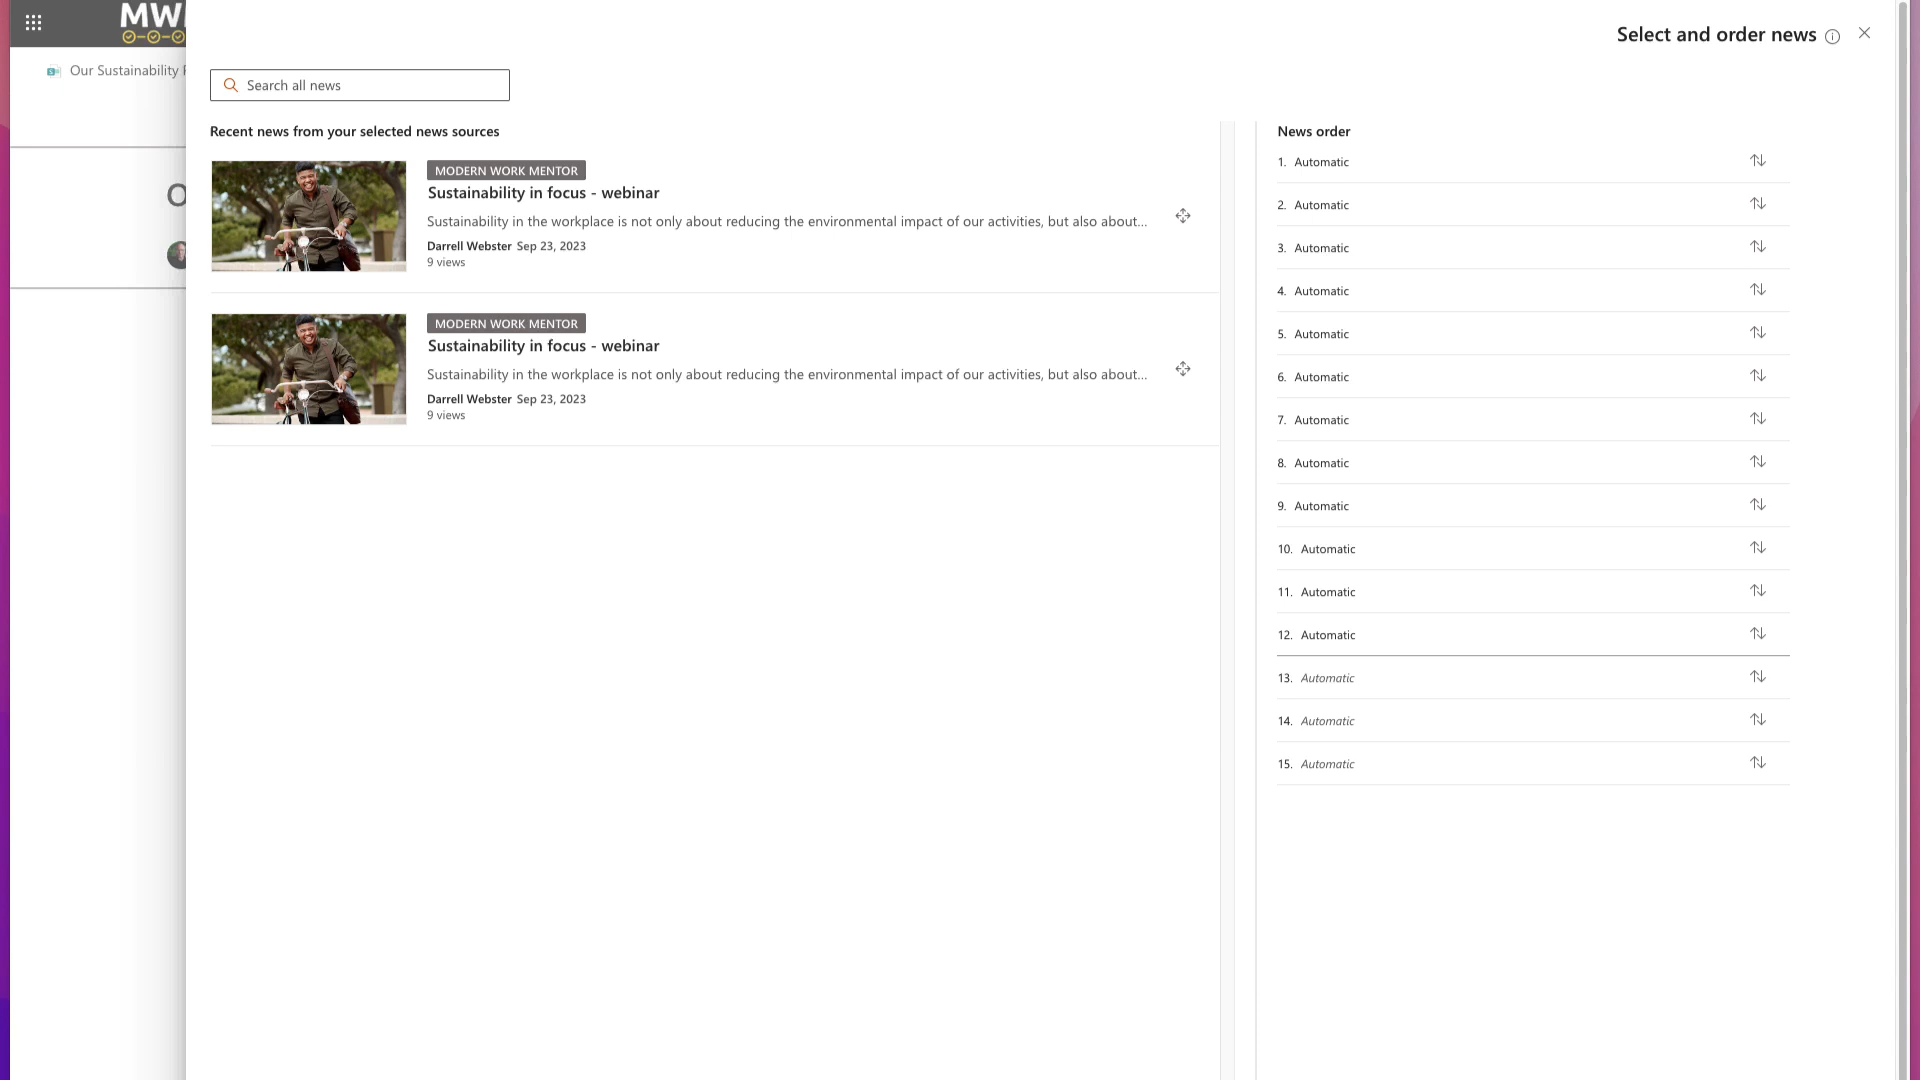 MW
Our Sustainability
Select and order news
Search all news
Recent news from your selected news sources
MODERN WORK MENTOR
Sustainability in focus - webinar
Sustainability in the workplace is not only about reducing the environmental impact of our activities, but also about...
Darrell Webster Sep 23, 2023
9 views
MODERN WORK MENTOR
Sustainability in focus - webinar
Sustainability in the workplace is not only about reducing the environmental impact of our activities, but also about...
Darrell Webster Sep 23, 2023
9 views
News order
1. Automatic
2. Automatic
3. Automatic
4. Automatic
5. Automatic
6. Automatic
7. Automatic
8. Automatic
9. Automatic
10. Automatic
11. Automatic
12. Automatic
13. Automatic
14. Automatic
15. Automatic